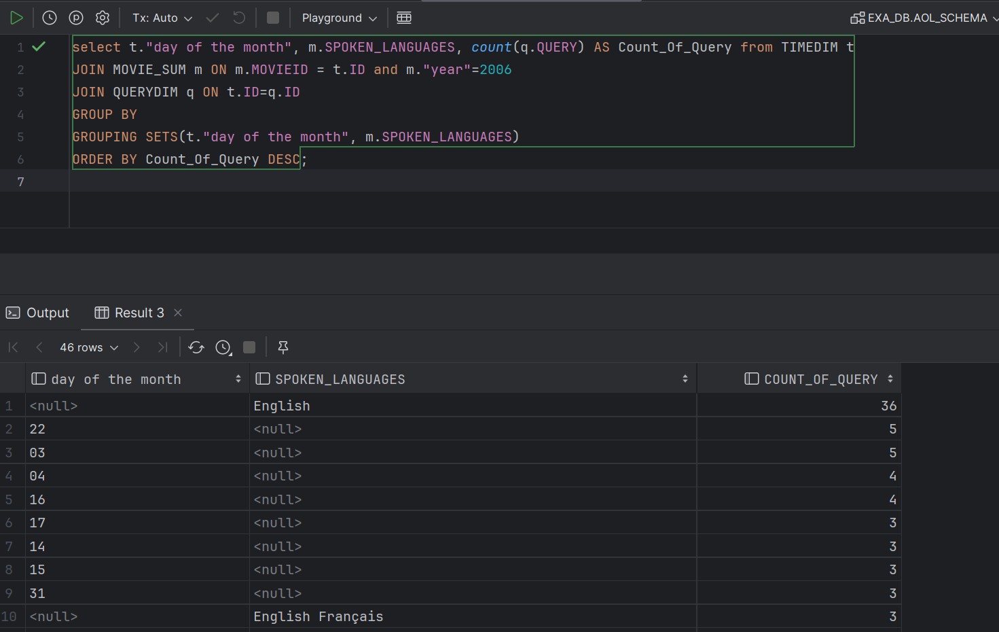 Tx: Auto Playground EXA_DB.AOL_SCHEMA
1 select t."day of the month", m.SPOKEN_LANGUAGES, count(q.QUERY) AS Count_Of_Query from TIMEDIM t
2 JOIN MOVIE_SUM m ON m.MOVIEID = t.ID and m."year"=2006
3 JOIN QUERYDIM q ON t.ID=q.ID
4 GROUP BY
5 GROUPING SETS(t."day of the month", m.SPOKEN_LANGUAGES)
6 ORDER BY Count_Of_Query DESC;
7
Output Result 3
46 rows
day of the month SPOKEN_LANGUAGES COUNT_OF_QUERY
1 <null> English 36
2 22 <null> 5
3 03 <null> 5
4 04 <null> 4
5 16 <null> 4
6 17 <null> 3
7 14 <null> 3
8 15 <null> 3
9 31 <null> 3
10 <null> English Français 3